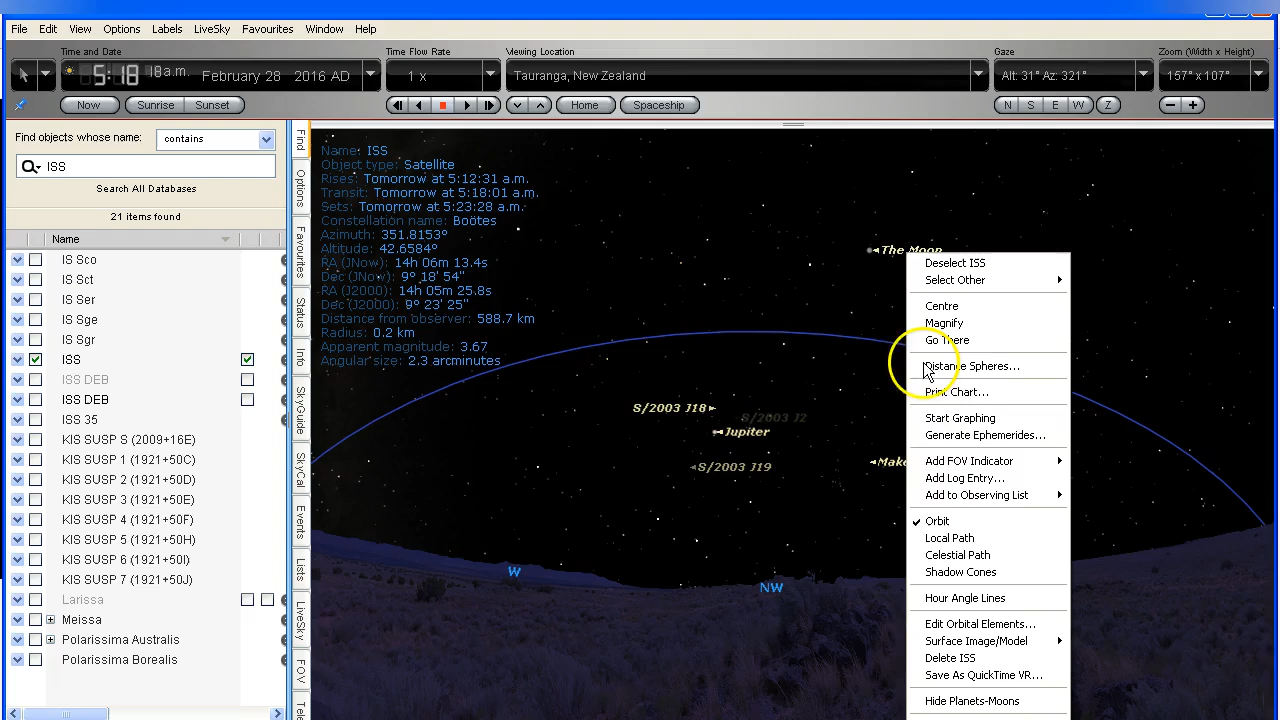 File Edit View Options Labels LiveSky Favourites Window Help
Time and Date Time Flow Rate Viewing Location Gaze Zoom (Width x Height)
5:18 18 a.m. February 28 2016 AD 1 x Tauranga, New Zealand Alt: 31° Az: 321° 157° x 107°
Now Sunrise Sunset Home Spaceship N S E W Z
Find objects whose name: contains
ISS
Search All Databases
21 items found
Name
IS Sco
IS Sct
IS Ser
IS Sge
IS Sgr
ISS
ISS DEB
ISS DEB
ISS 35
KIS SUSP S (2009+16E)
KIS SUSP 1 (1921+50C)
KIS SUSP 2 (1921+50D)
KIS SUSP 3 (1921+50E)
KIS SUSP 4 (1921+50F)
KIS SUSP 5 (1921+50H)
KIS SUSP 6 (1921+50I)
KIS SUSP 7 (1921+50J)
Larissa
Meissa
Polarissima Australis
Polarissima Borealis
Find
Options
Favourites
Status
Info
SkyGuide
SkyCal
Events
Lists
LiveSky
FOV
Name: ISS
Object type: Satellite
Rises: Tomorrow at 5:12:31 a.m.
Transit: Tomorrow at 5:18:01 a.m.
Sets: Tomorrow at 5:23:28 a.m.
Constellation name: Boötes
Azimuth: 351.8153°
Altitude: 42.6584°
RA (JNow): 14h 06m 13.4s
Dec (JNow): 9° 18' 54"
RA (J2000): 14h 05m 25.8s
Dec (J2000): 9° 23' 25"
Distance from observer: 588.7 km
Radius: 0.2 km
Apparent magnitude: 3.67
Angular size: 2.3 arcminutes
The Moon
S/2003 J18
S/2003 J2
Jupiter
S/2003 J19
W
NW
Deselect ISS
Select Other
Centre
Magnify
Go There
Distance Spheres...
Print Chart...
Start Graphing
Generate Ephemerides...
Add FOV Indicator
Add Log Entry...
Add to Observing List
Orbit
Local Path
Celestial Path
Shadow Cones
Hour Angle Lines
Edit Orbital Elements...
Surface Image/Model
Delete ISS
Save As QuickTime VR...
Hide Planets-Moons